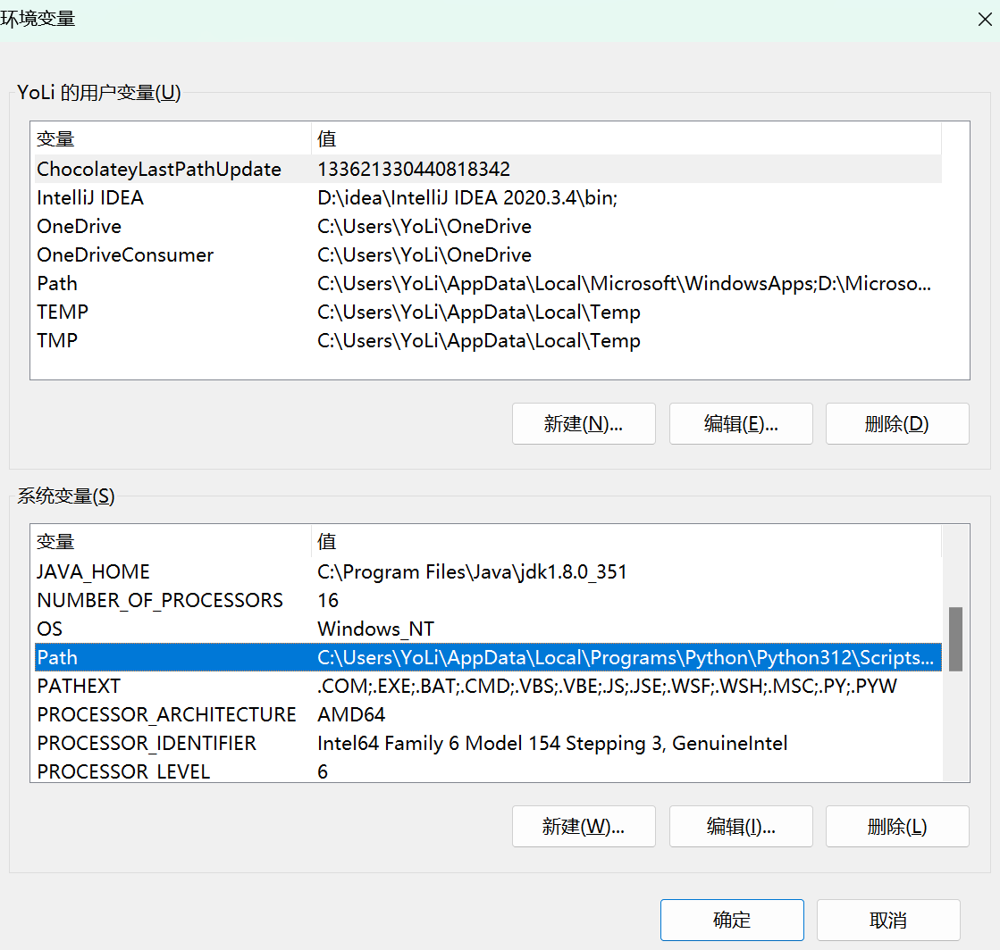 环境变量
YoLi 的用户变量(U)
变量 值
ChocolateyLastPathUpdate 133621330440818342
IntelliJ IDEA D:\idea\IntelliJ IDEA 2020.3.4\bin;
OneDrive C:\Users\YoLi\OneDrive
OneDriveConsumer C:\Users\YoLi\OneDrive
Path C:\Users\YoLi\AppData\Local\Microsoft\WindowsApps;D:\Microso...
TEMP C:\Users\YoLi\AppData\Local\Temp
TMP C:\Users\YoLi\AppData\Local\Temp
新建(N)... 编辑(E)... 删除(D)
系统变量(S)
变量 值
JAVA_HOME C:\Program Files\Java\jdk1.8.0_351
NUMBER_OF_PROCESSORS 16
OS Windows_NT
Path C:\Users\YoLi\AppData\Local\Programs\Python\Python312\Scripts...
PATHEXT .COM;.EXE;.BAT;.CMD;.VBS;.VBE;.JS;.JSE;.WSF;.WSH;.MSC;.PY;.PYW
PROCESSOR_ARCHITECTURE AMD64
PROCESSOR_IDENTIFIER Intel64 Family 6 Model 154 Stepping 3, GenuineIntel
PROCESSOR_LEVEL 6
新建(W)... 编辑(I)... 删除(L)
确定 取消